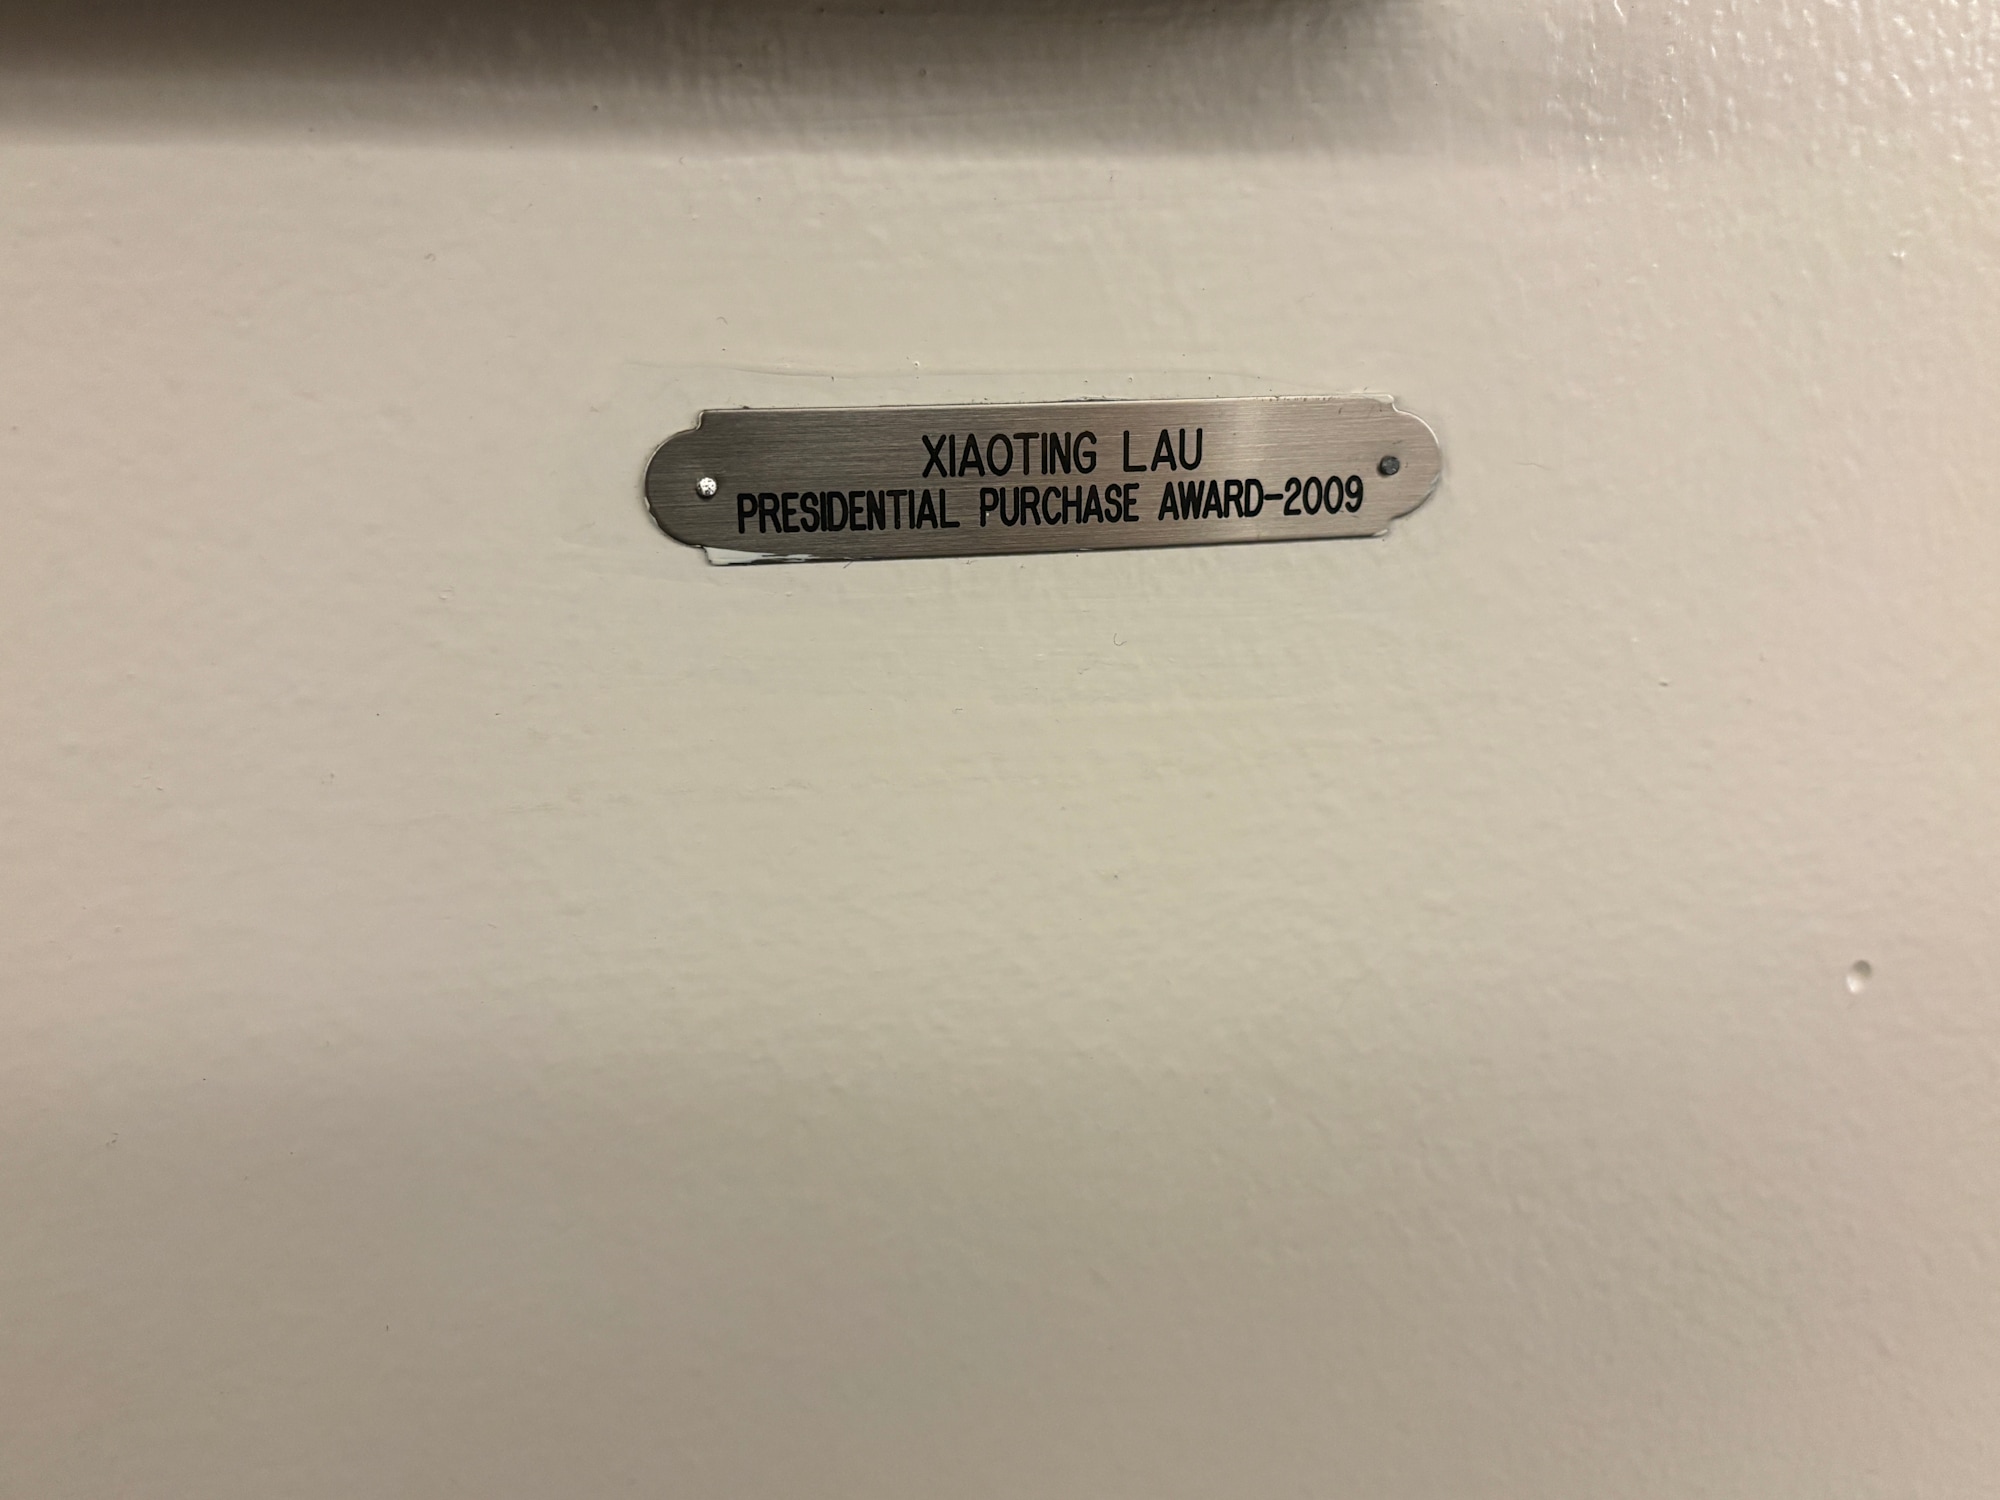 XIAOTING LAU
PRESIDENTIAL PURCHASE AWARD-2009